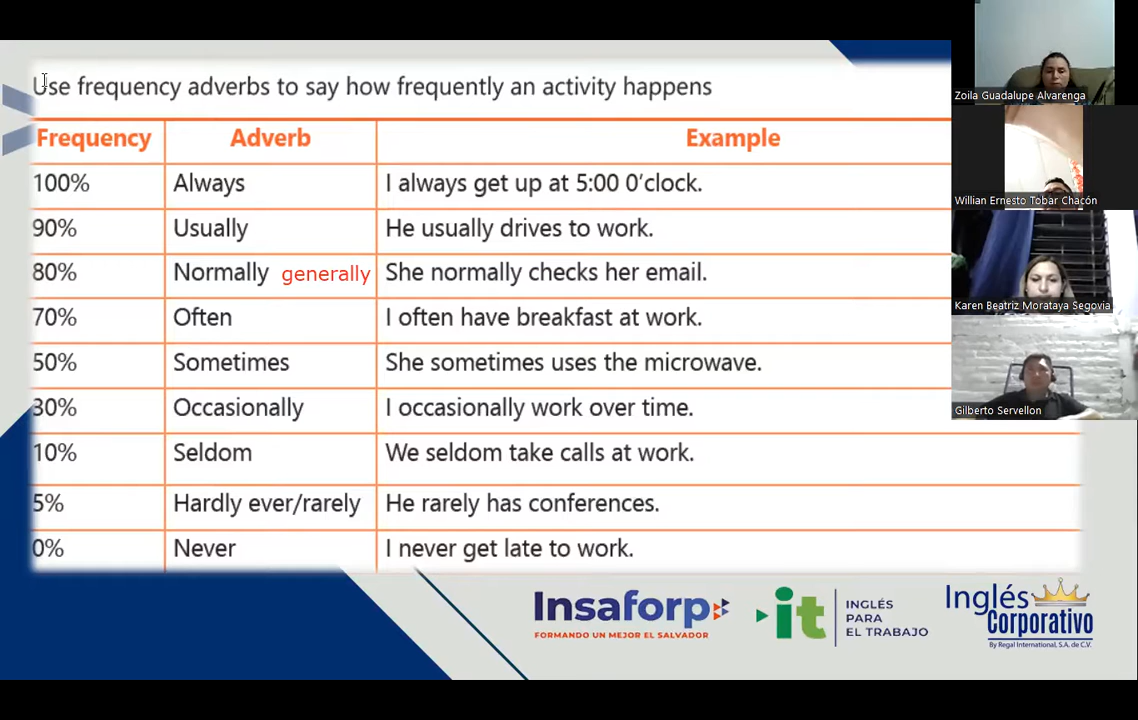 Use frequency adverbs to say how frequently an activity happens
Frequency Adverb Example
100% Always I always get up at 5:00 0'clock.
90% Usually He usually drives to work.
80% Normally generally She normally checks her email.
70% Often I often have breakfast at work.
50% Sometimes She sometimes uses the microwave.
30% Occasionally I occasionally work over time.
10% Seldom We seldom take calls at work.
5% Hardly ever/rarely He rarely has conferences.
0% Never I never get late to work.
Zoila Guadalupe Alvarenga
Willian Ernesto Tobar Chacón
Karen Beatriz Morataya Segovia
Gilberto Servellon
Insaforp
FORMANDO UN MEJOR EL SALVADOR
it
INGLÉS
PARA
EL TRABAJO
Inglés
Corporativo
By Regal International, S.A. de C.V.